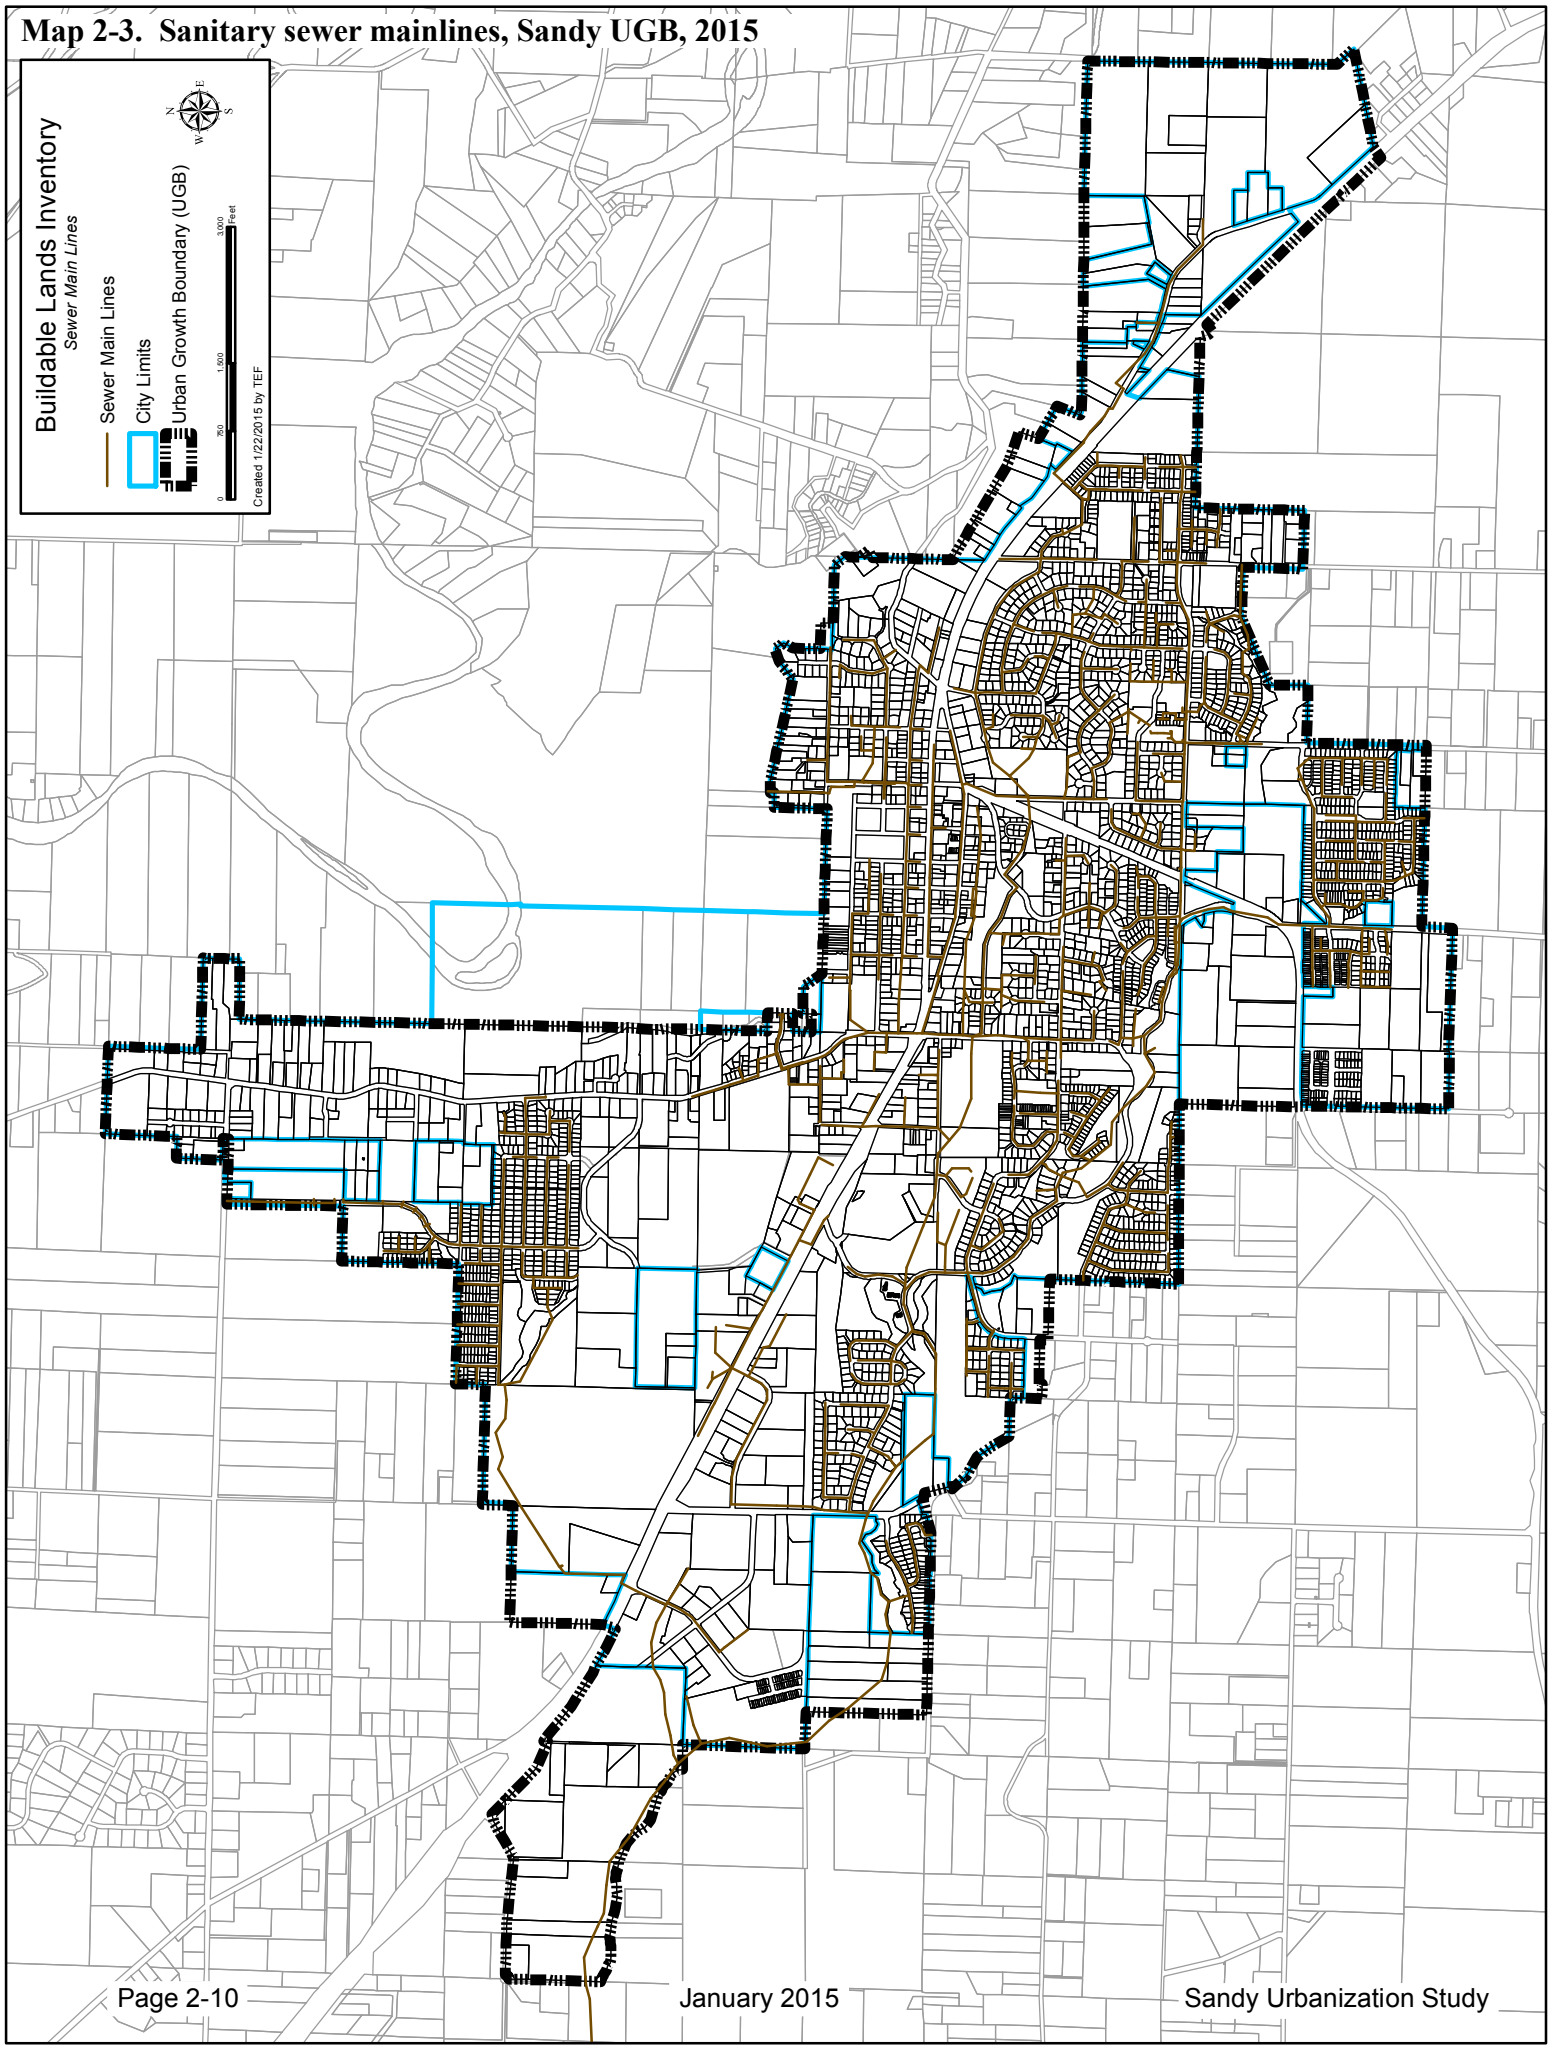 Map 2-3.  Sanitary sewer mainlines, Sandy UGB, 2015
Buildable Lands Inventory
Sewer Main Lines
Sewer Main Lines
City Limits
Urban Growth Boundary (UGB)
N
E
S
W
0 750 1,500 3,000
Feet
Created 1/22/2015 by TEF
Page 2-10
January 2015
Sandy Urbanization Study